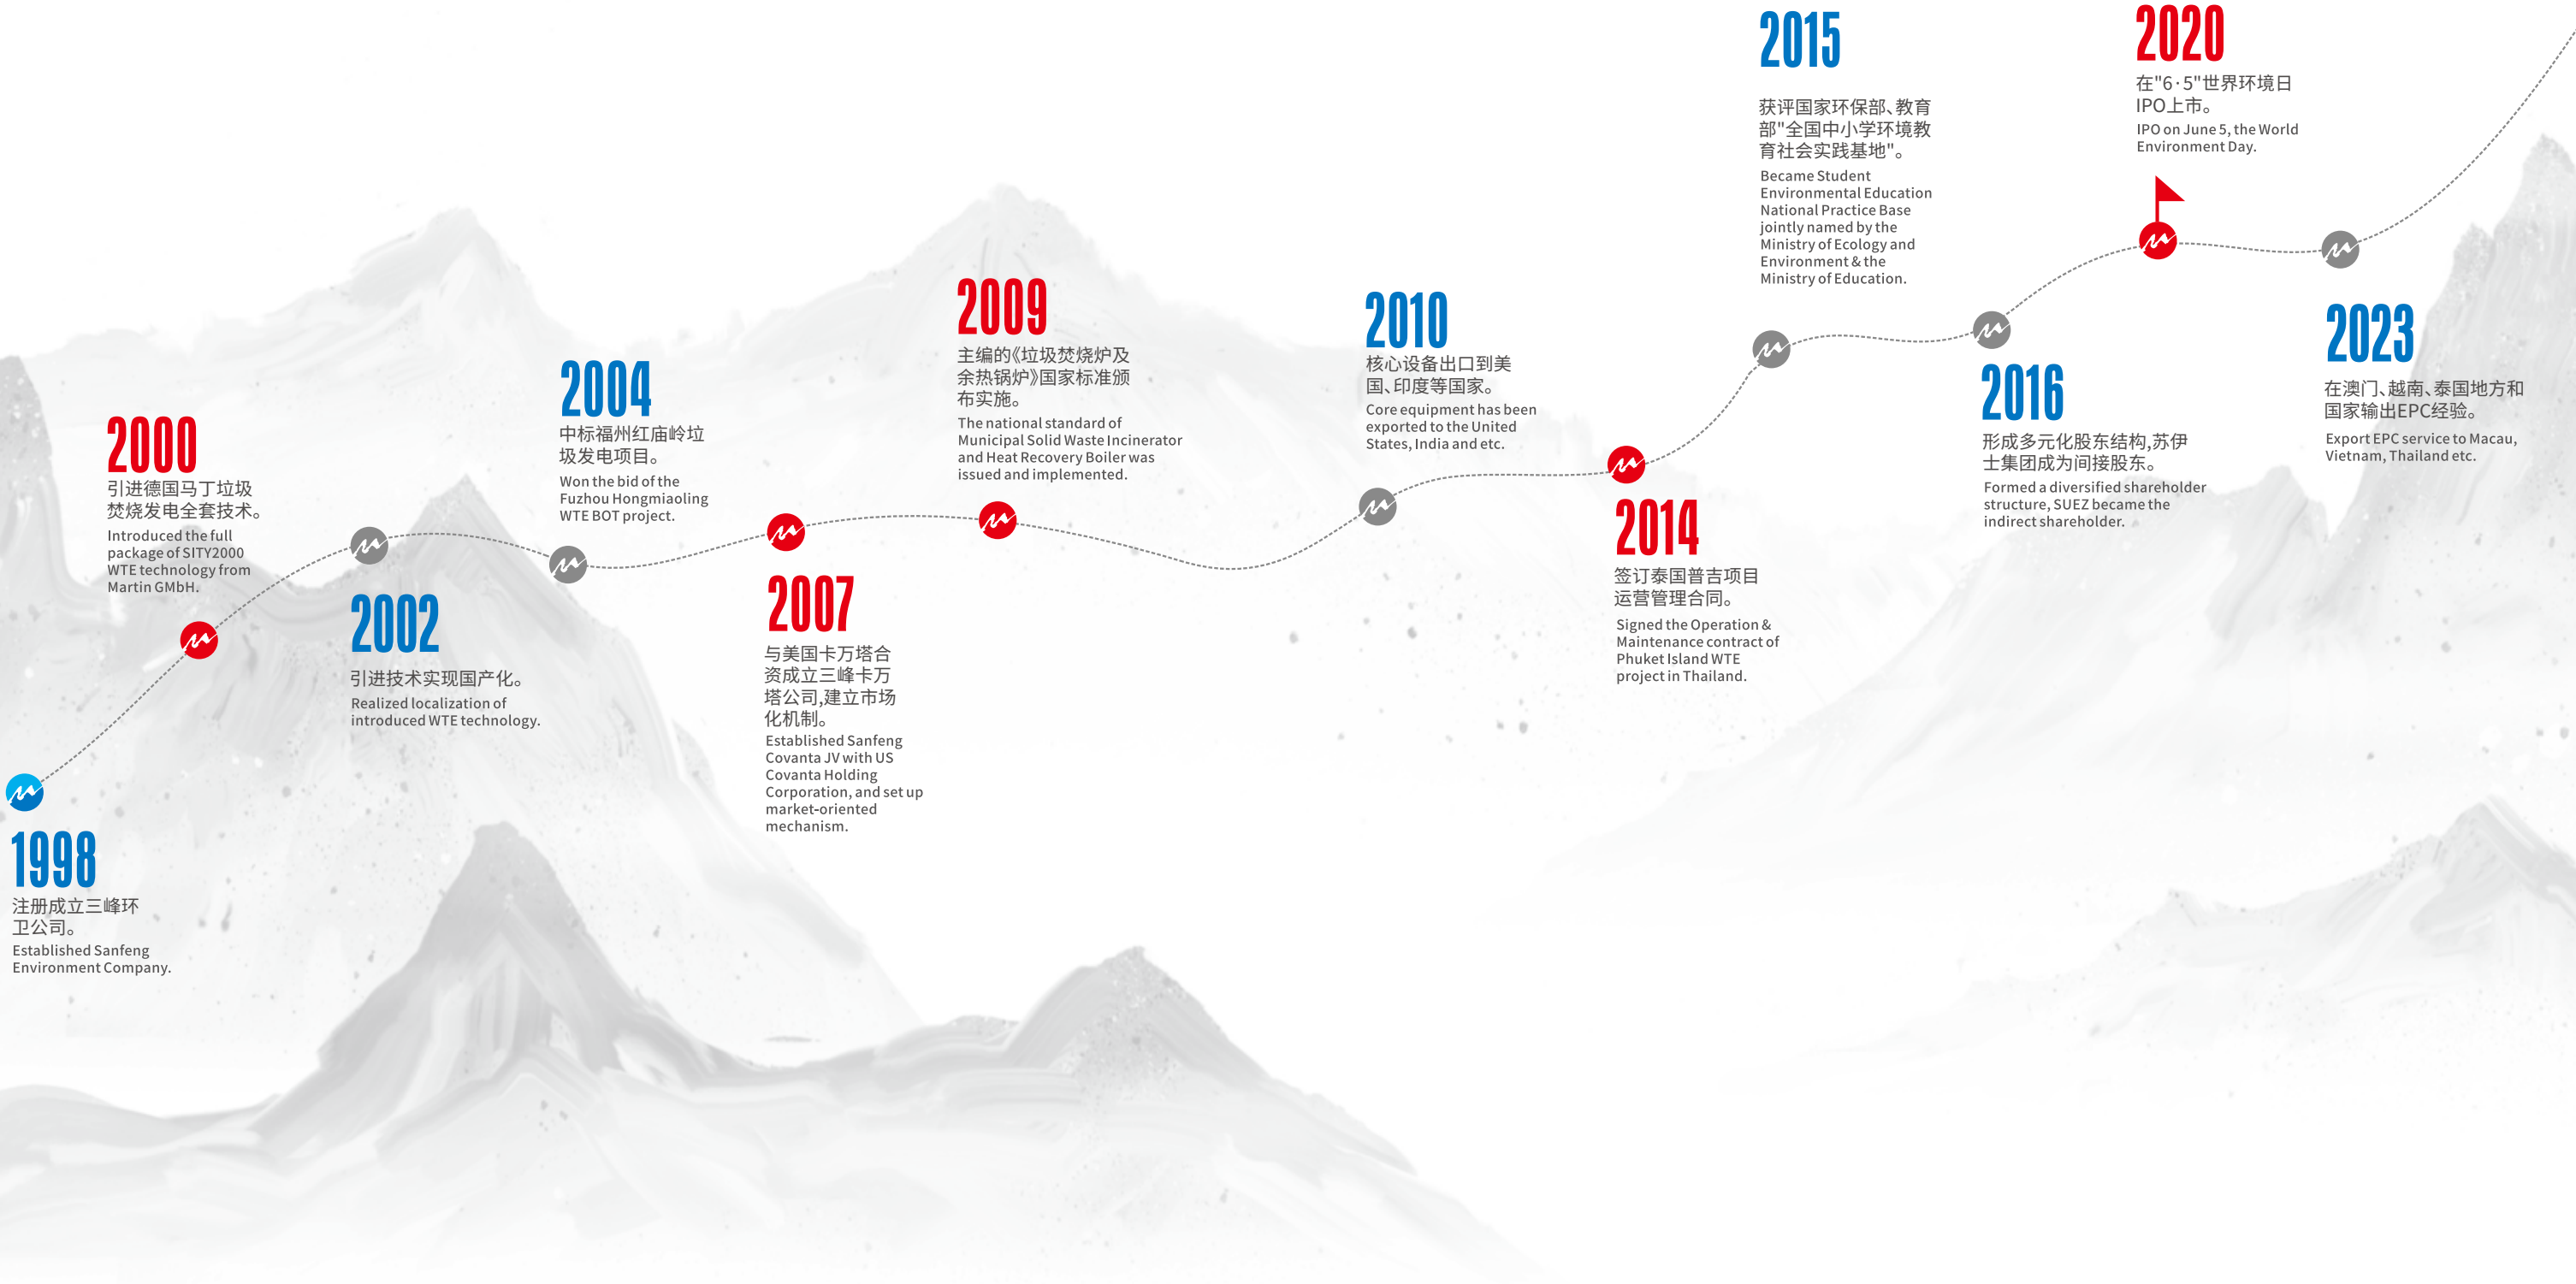 1998
注册成立三峰环
卫公司。
Established Sanfeng
Environment Company.
2000
引进德国马丁垃圾
焚烧发电全套技术。
Introduced the full
package of SITY2000
WTE technology from
Martin GMbH.
2002
引进技术实现国产化。
Realized localization of
introduced WTE technology.
2004
中标福州红庙岭垃
圾发电项目。
Won the bid of the
Fuzhou Hongmiaoling
WTE BOT project.
2007
与美国卡万塔合
资成立三峰卡万
塔公司,建立市场
化机制。
Established Sanfeng
Covanta JV with US
Covanta Holding
Corporation, and set up
market-oriented
mechanism.
2009
主编的《垃圾焚烧炉及
余热锅炉》国家标准颁
布实施。
The national standard of
Municipal Solid Waste Incinerator
and Heat Recovery Boiler was
issued and implemented.
2010
核心设备出口到美
国、印度等国家。
Core equipment has been
exported to the United
States, India and etc.
2014
签订泰国普吉项目
运营管理合同。
Signed the Operation &
Maintenance contract of
Phuket Island WTE
project in Thailand.
2015
获评国家环保部、教育
部"全国中小学环境教
育社会实践基地"。
Became Student
Environmental Education
National Practice Base
jointly named by the
Ministry of Ecology and
Environment & the
Ministry of Education.
2016
形成多元化股东结构,苏伊
士集团成为间接股东。
Formed a diversified shareholder
structure, SUEZ became the
indirect shareholder.
2020
在"6·5"世界环境日
IPO上市。
IPO on June 5, the World
Environment Day.
2023
在澳门、越南、泰国地方和
国家输出EPC经验。
Export EPC service to Macau,
Vietnam, Thailand etc.